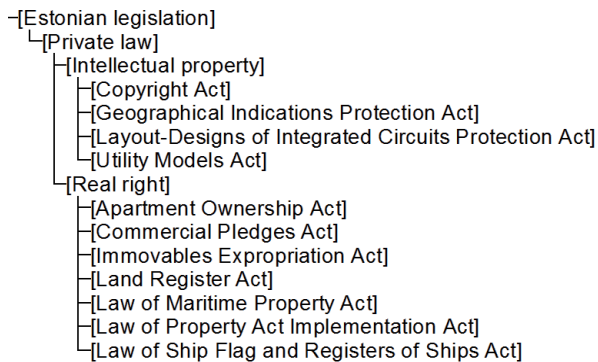 [Estonian legislation]
[Private law]
[Intellectual property]
[Copyright Act]
[Geographical Indications Protection Act]
[Layout-Designs of Integrated Circuits Protection Act]
[Utility Models Act]
[Real right]
[Apartment Ownership Act]
[Commercial Pledges Act]
[Immovables Expropriation Act]
[Land Register Act]
[Law of Maritime Property Act]
[Law of Property Act Implementation Act]
[Law of Ship Flag and Registers of Ships Act]